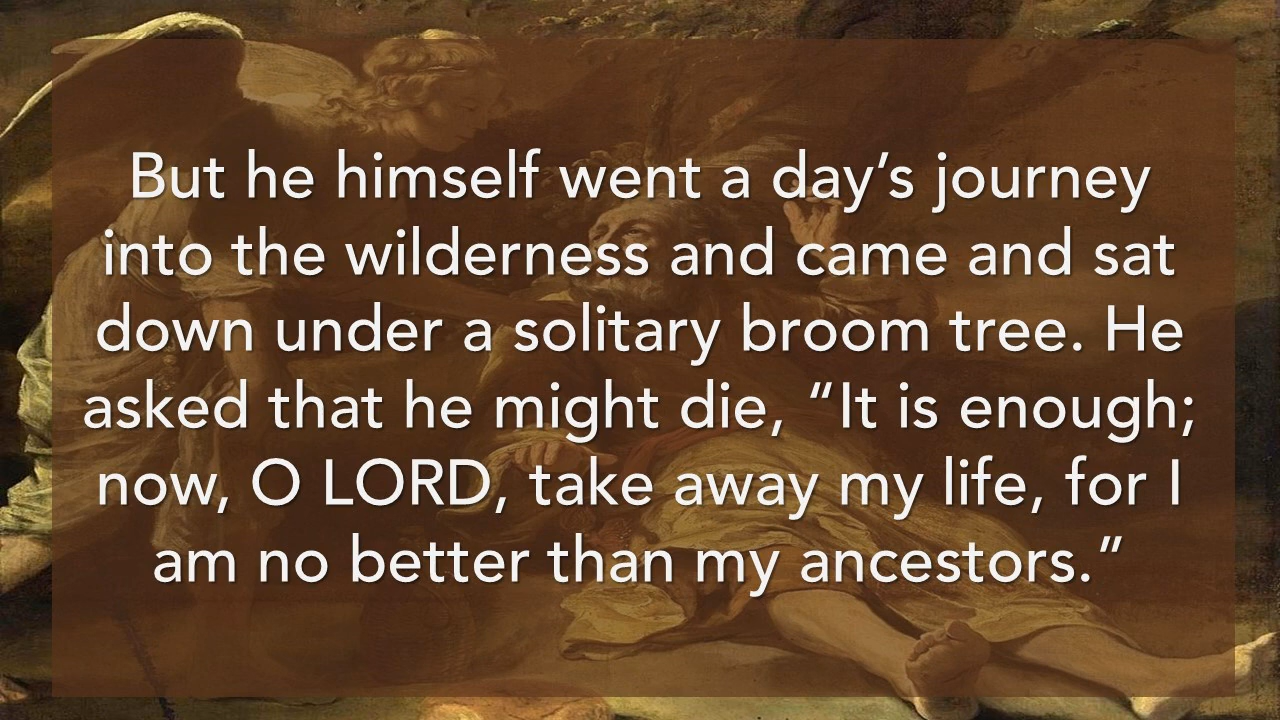 But he himself went a day’s journey
into the wilderness and came and sat
down under a solitary broom tree. He
asked that he might die, “It is enough;
now, O LORD, take away my life, for I
am no better than my ancestors.”